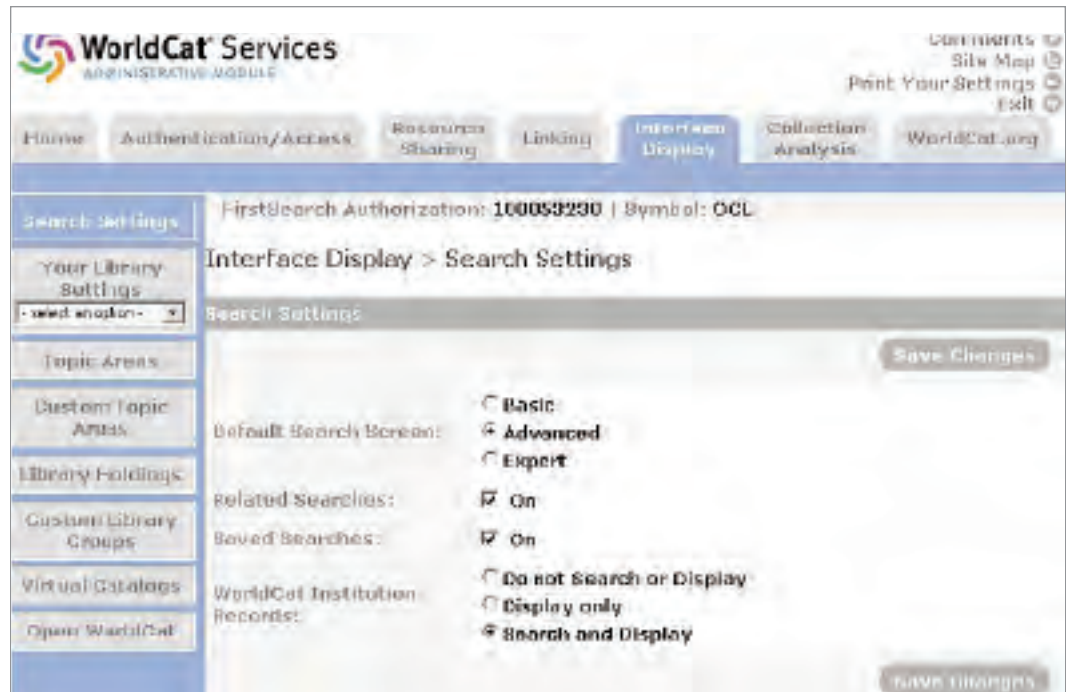 WorldCat Services
ADMINISTRATIVE MODULE
Comments
Site Map
Print Your Settings
Exit
Home
Authentication/Access
Resource Sharing
Linking
Interface Display
Collection Analysis
WorldCat.org
FirstSearch Authorization: 100053230 | Symbol: OCL
Interface Display > Search Settings
Search Settings
Your Library
Settings
- select an option -
Topic Areas
Custom Topic
Areas
Library Holdings
Custom Library
Groups
Virtual Catalogs
Open WorldCat
Search Settings
Save Changes
Default Search Screen:
Basic
Advanced
Expert
Related Searches:
On
Saved Searches:
On
WorldCat Institution
Records:
Do not Search or Display
Display only
Search and Display
Save Changes